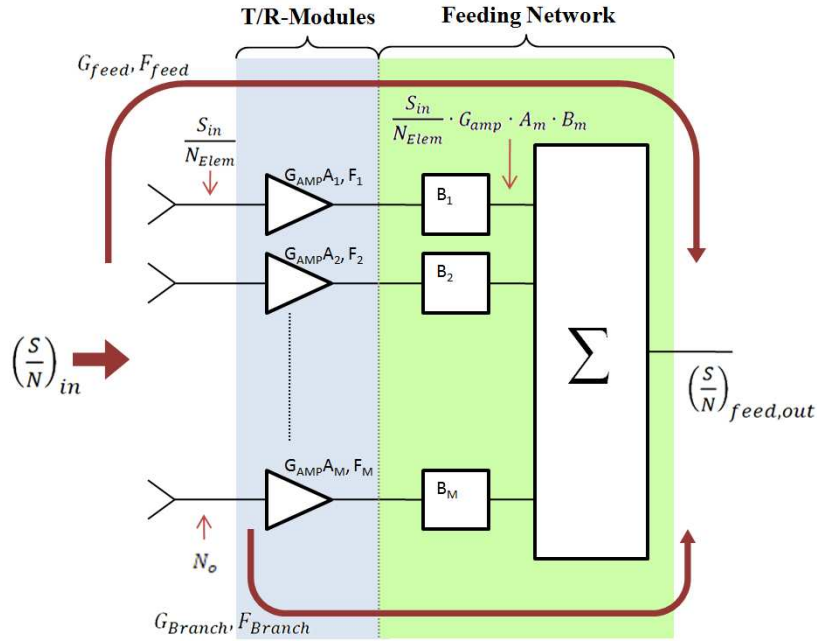 T/R-Modules
Feeding Network
G_feed, F_feed
S_in / N_Elem
S_in / N_Elem · G_amp · A_m · B_m
G_AMP A_1, F_1
B_1
G_AMP A_2, F_2
B_2
(S/N)_in
Σ
(S/N)_feed,out
G_AMP A_M, F_M
B_M
N_o
G_Branch, F_Branch